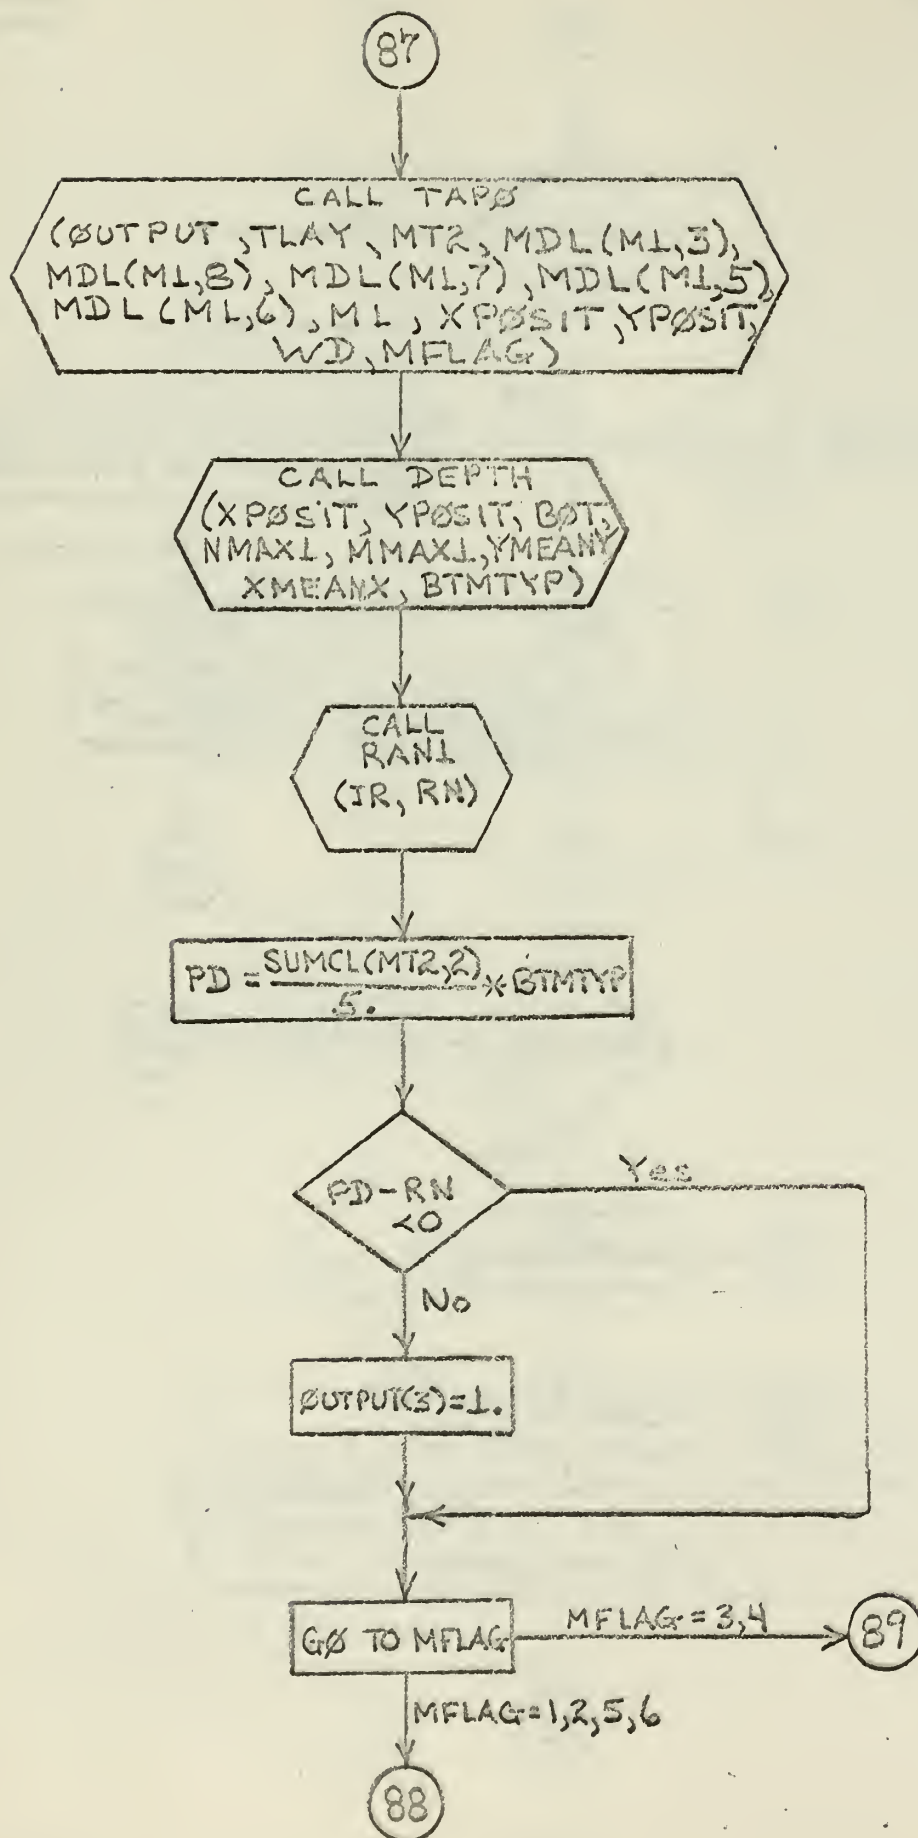 87
CALL TAPØ
(ØUTPUT, TLAY, MT2, MDL(M1,3),
MDL(M1,8), MDL(M1,7), MDL(M1,5),
MDL(M1,6), M1, XPØSIT, YPØSIT,
WD, MFLAG)
CALL DEPTH
(XPØSIT, YPØSIT, BØT,
NMAX1, MMAX1, YMEANY
XMEANX, BTMTYP)
CALL
RAN1
(IR, RN)
PD = SUMCL(MT2,2)
5.
* BTMTYP
PD-RN
<0
Yes
No
ØUTPUT(3)=1.
GØ TO MFLAG
MFLAG=3,4
89
MFLAG=1,2,5,6
88